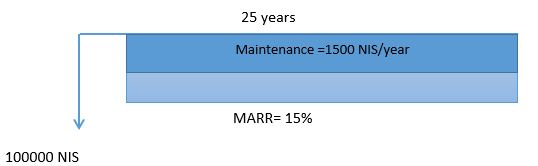 25 years
Maintenance =1500 NIS/year
MARR= 15%
100000 NIS